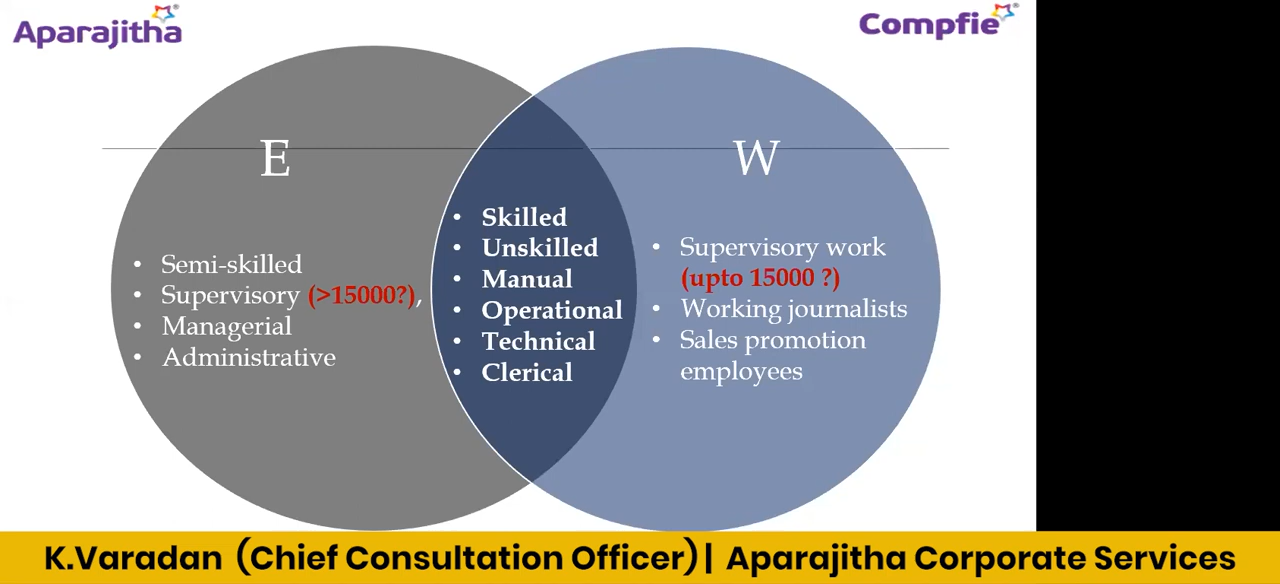 Aparajitha
Compfie
E
Semi-skilled
Supervisory (>15000?),
Managerial
Administrative
Skilled
Unskilled
Manual
Operational
Technical
Clerical
W
Supervisory work
(upto 15000 ?)
Working journalists
Sales promotion
employees
K.Varadan (Chief Consultation Officer) | Aparajitha Corporate Services